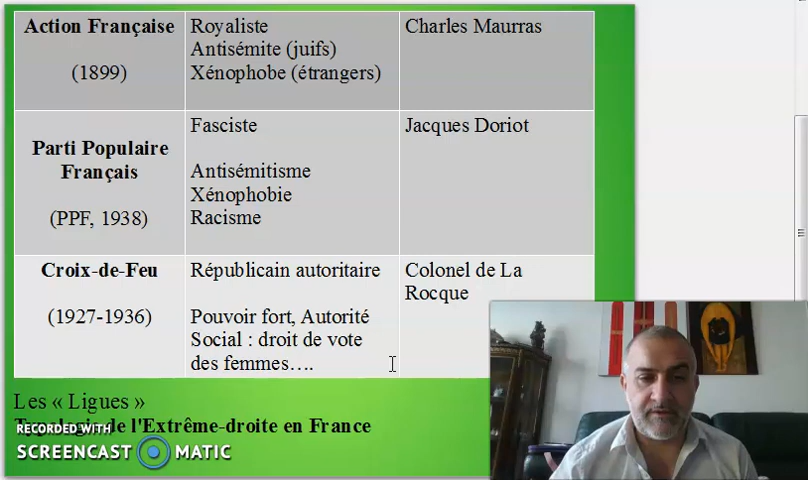 Action Française
(1899)
Royaliste
Antisémite (juifs)
Xénophobe (étrangers)
Charles Maurras
Parti Populaire
Français
(PPF, 1938)
Fasciste
Antisémitisme
Xénophobie
Racisme
Jacques Doriot
Croix-de-Feu
(1927-1936)
Républicain autoritaire
Pouvoir fort, Autorité
Social : droit de vote
des femmes….
Colonel de La
Rocque
Les « Ligues »
de l'Extrême-droite en France
RECORDED WITH
SCREENCAST MATIC